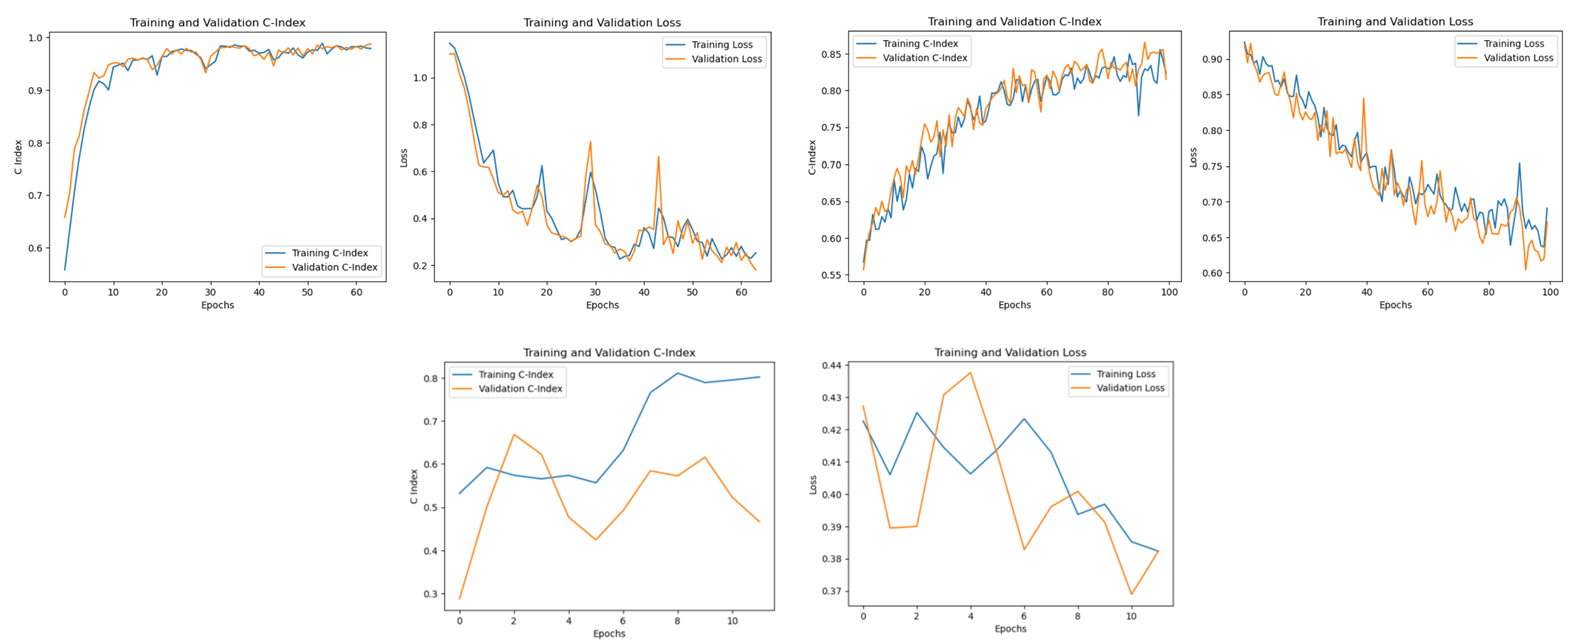 Training and Validation C-Index
1.0
0.9
0.8
0.7
0.6
C Index
Training C-Index
Validation C-Index
0 10 20 30 40 50 60
Epochs
Training and Validation Loss
1.0
0.8
0.6
0.4
0.2
Loss
Training Loss
Validation Loss
0 10 20 30 40 50 60
Epochs
Training and Validation C-Index
0.85
0.80
0.75
0.70
0.65
0.60
0.55
C-Index
Training C-Index
Validation C-Index
0 20 40 60 80 100
Epochs
Training and Validation Loss
0.90
0.85
0.80
0.75
0.70
0.65
0.60
Loss
Training Loss
Validation Loss
0 20 40 60 80 100
Epochs
Training and Validation C-Index
0.8
0.7
0.6
0.5
0.4
0.3
C Index
Training C-Index
Validation C-Index
0 2 4 6 8 10
Epochs
Training and Validation Loss
0.44
0.43
0.42
0.41
0.40
0.39
0.38
0.37
Loss
Training Loss
Validation Loss
0 2 4 6 8 10
Epochs